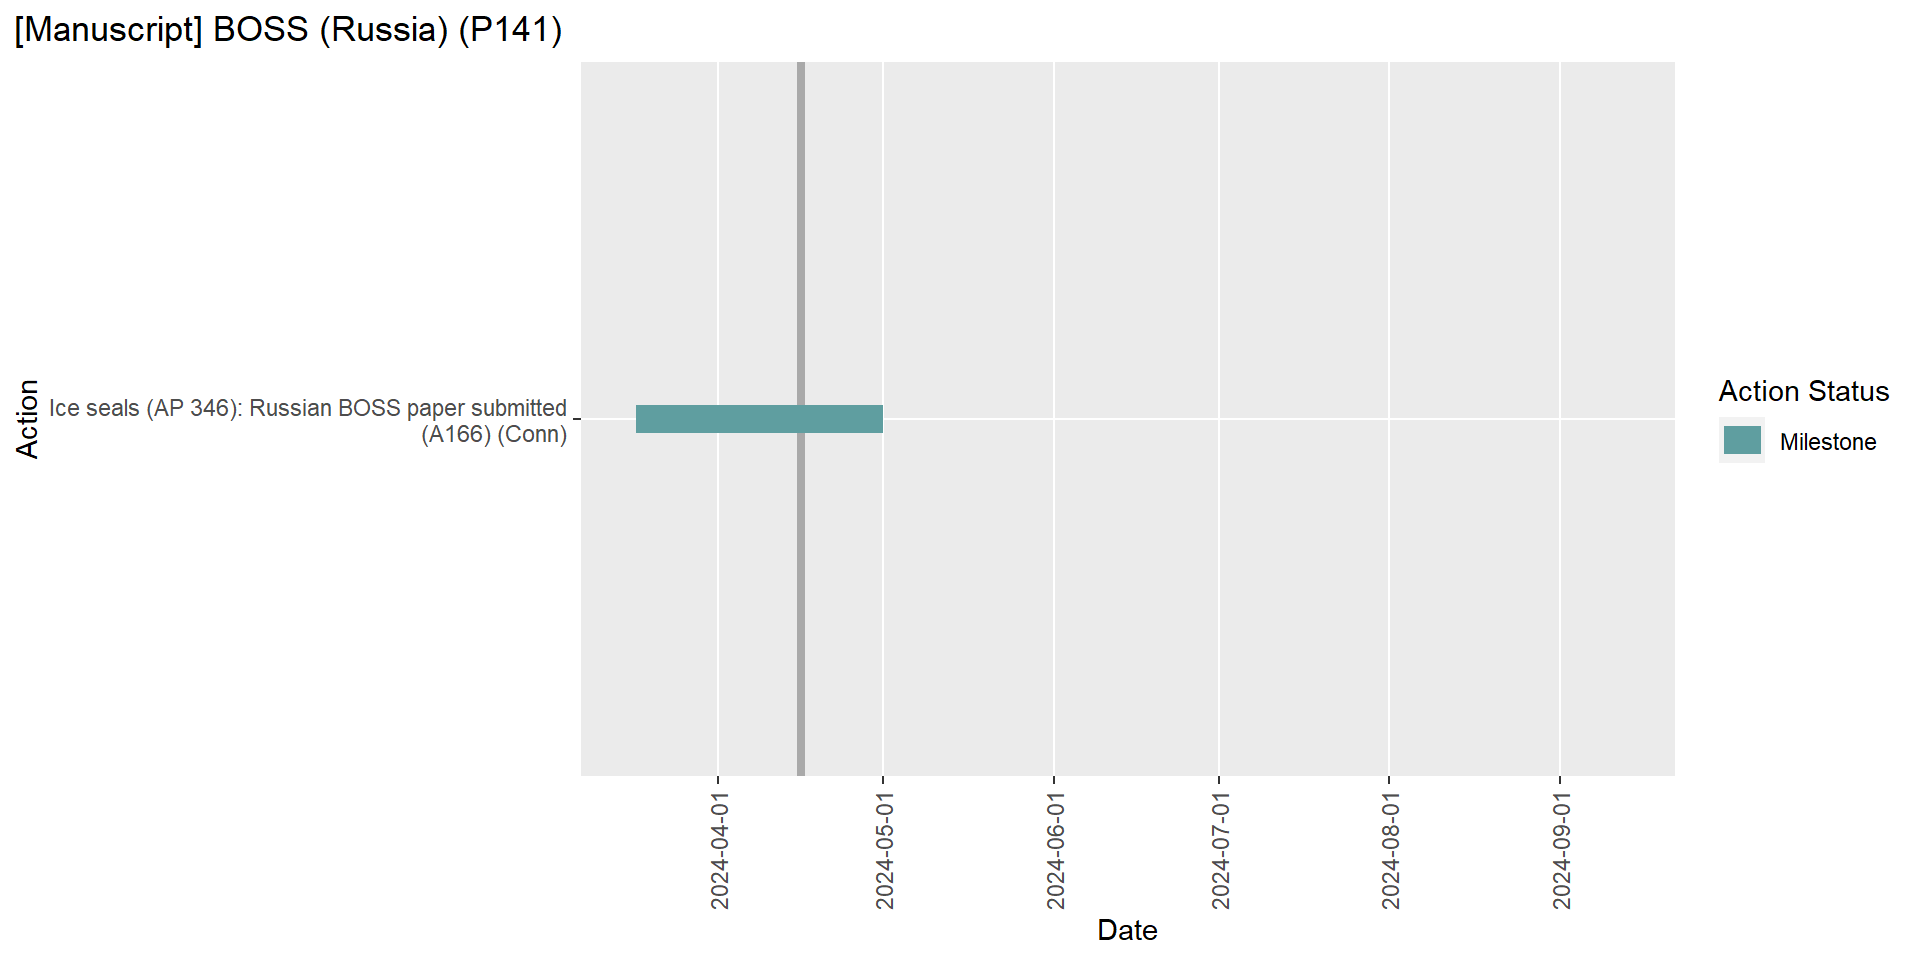 [Manuscript] BOSS (Russia) (P141)
Action
Ice seals (AP 346): Russian BOSS paper submitted
(A166) (Conn)
Action Status
Milestone
2024-04-01
2024-05-01
2024-06-01
2024-07-01
2024-08-01
2024-09-01
Date